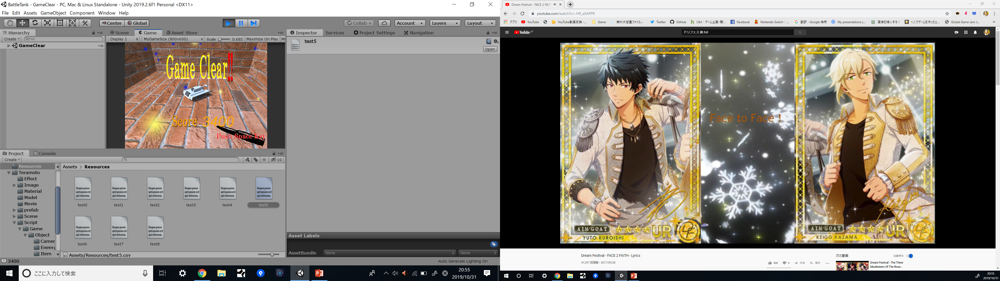 BattleTank - GameClear - PC, Mac & Linux Standalone - Unity 2019.2.6f1 Personal <DX11>
File Edit Assets GameObject Component Window Help
Center Global Collab Account Layers Layout
Hierarchy
Create All
GameClear
Scene Game Asset Store
Display 1 MyGameSize (800x600) Scale 0.683 Maximize On Play Mu
Game Clear!!
Score 3400
Push Space Key
Inspector Services Project Settings Navigation
test5
Open
Asset Labels
AssetBundle None None
Auto Generate Lighting On
Project Console
Create 10
Resources
Teramoto
Effect
Image
Material
Model
Movie
prefab
Scene
Script
Game
Object
Camer
Enemy
Item
Assets > Resources
test0 test1 test2 test3 test4 test5
test6 test7 test8
Assets/Resources/test5.csv
3400
ここに入力して検索
20:55
2019/10/31
Dream Festival - FACE 2 FAIT
youtube.com/watch?v=-H9_a5APPfI
アプリ YouTube YouTube動画変換 -... Game 無料大容量ファイル... Twitter GitHub UE4 | ゲーム企画・開... Facebook Nintendo Switch | ... 翻訳 - Google 検索 My presentations |... 画像を縮小する! 1人でゲームを作ったと... Global Game Jam J...
YouTube JP
ドリフェス 曲 full
Face to Face !
AIM GOAT UR
YUTO KUROISHI
AIM GOAT UR
KEIGO KAZAMA
Dream Festival - FACE 2 FAITH - Lyrics
41,397 回視聴・2017/09/28
406 4 共有 保存
次の動画 自動再生
Dream Festival - The Three
Musketeers Of The Rose...
20:55
2019/10/31